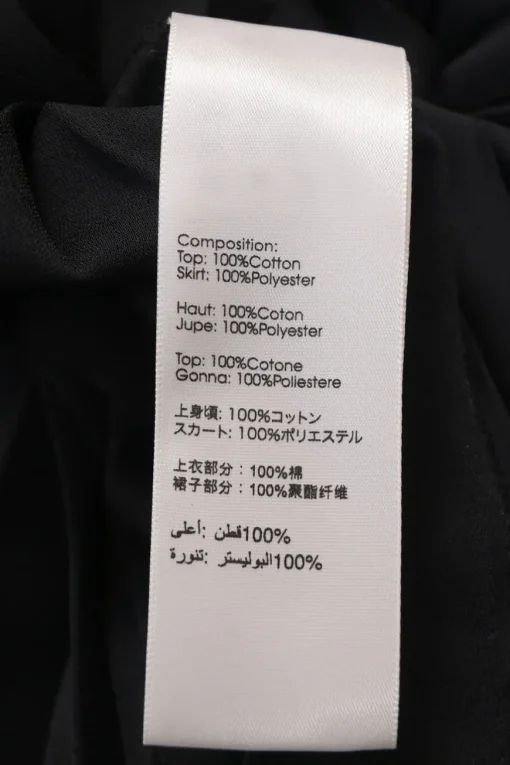 Composition:
Top: 100%Cotton
Skirt: 100%Polyester
Haut: 100%Coton
Jupe: 100%Polyester
Top: 100%Cotone
Gonna: 100%Poliestere
上身頃: 100%コットン
スカート: 100%ポリエステル
上衣部分：100%棉
裙子部分：100%聚酯纤维
أعلى: قطن100%
تنورة: البوليستر100%